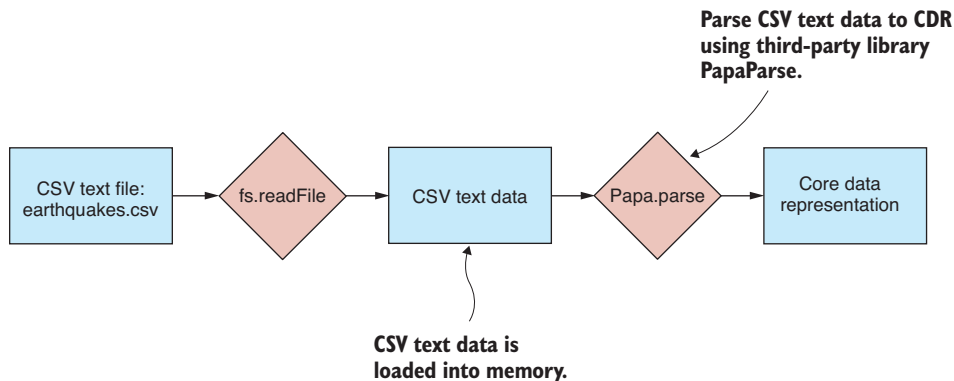 Parse CSV text data to CDR
using third-party library
PapaParse.
CSV text file:
earthquakes.csv
fs.readFile
CSV text data
Papa.parse
Core data
representation
CSV text data is
loaded into memory.